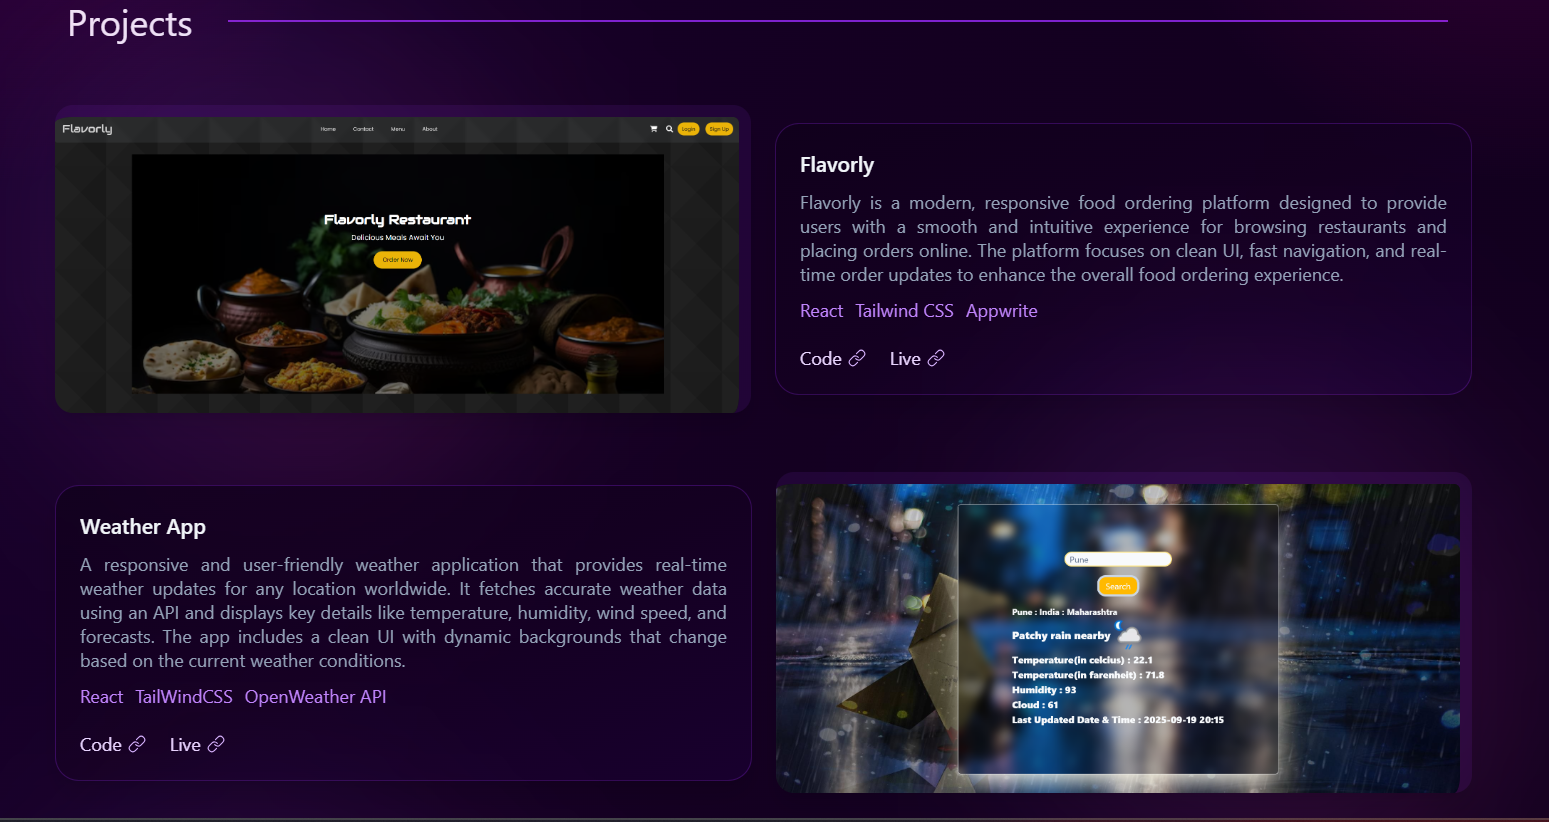 Projects
Flavorly
Home Contact Menu About
Login Sign Up
Flavorly Restaurant
Delicious Meals Await You
Order Now
Flavorly
Flavorly is a modern, responsive food ordering platform designed to provide
users with a smooth and intuitive experience for browsing restaurants and
placing orders online. The platform focuses on clean UI, fast navigation, and real-
time order updates to enhance the overall food ordering experience.
React Tailwind CSS Appwrite
Code Live
Weather App
A responsive and user-friendly weather application that provides real-time
weather updates for any location worldwide. It fetches accurate weather data
using an API and displays key details like temperature, humidity, wind speed, and
forecasts. The app includes a clean UI with dynamic backgrounds that change
based on the current weather conditions.
React TailWindCSS OpenWeather API
Code Live
Pune
Search
Pune : India : Maharashtra
Patchy rain nearby
Temperature(in celcius) : 22.1
Temperature(in farenheit) : 71.8
Humidity : 93
Cloud : 61
Last Updated Date & Time : 2025-09-19 20:15